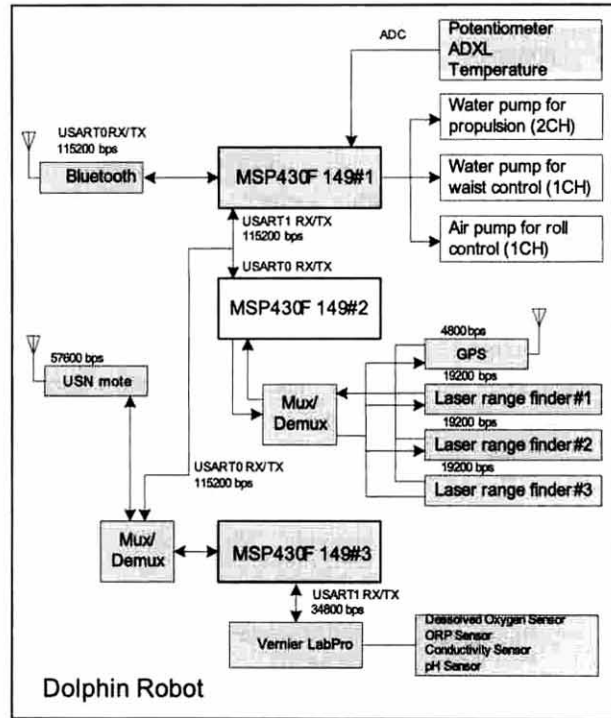 ADC
Potentiometer
ADXL
Temperature
USART0RX/TX
115200 bps
Bluetooth
MSP430F 149#1
Water pump for
propulsion (2CH)
Water pump for
waist control (1CH)
Air pump for roll
control (1CH)
USART1 RX/TX
115200 bps
USART0 RX/TX
MSP430F 149#2
4800bps
GPS
57600 bps
USN mote
Mux/
Demux
19200 bps
Laser range finder#1
19200 bps
Laser range finder#2
19200 bps
Laser range finder#3
USART0 RX/TX
115200 bps
Mux/
Demux
MSP430F 149#3
USART1 RX/TX
34800 bps
Vernier LabPro
Dessolved Oxygen Sensor
ORP Sensor
Conductivity Sensor
pH Sensor
Dolphin Robot